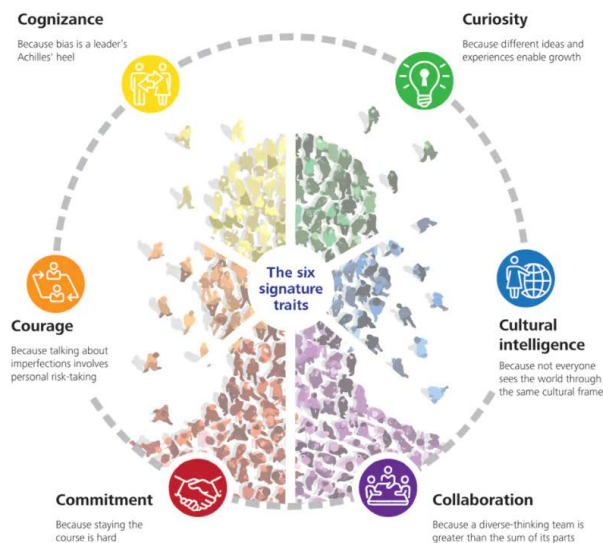 Cognizance
Because bias is a leader's
Achilles' heel
Curiosity
Because different ideas and
experiences enable growth
The six
signature
traits
Courage
Because talking about
imperfections involves
personal risk-taking
Cultural
intelligence
Because not everyone
sees the world through
the same cultural frame
Commitment
Because staying the
course is hard
Collaboration
Because a diverse-thinking team is
greater than the sum of its parts